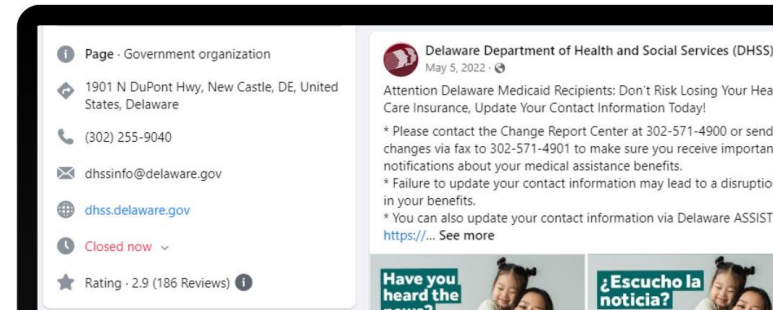 Page · Government organization
1901 N DuPont Hwy, New Castle, DE, United
States, Delaware
(302) 255-9040
dhssinfo@delaware.gov
dhss.delaware.gov
Closed now
Rating · 2.9 (186 Reviews)
Delaware Department of Health and Social Services (DHSS)
May 5, 2022 ·
Attention Delaware Medicaid Recipients: Don't Risk Losing Your
Care Insurance, Update Your Contact Information Today!
* Please contact the Change Report Center at 302-571-4900 or send
changes via fax to 302-571-4901 to make sure you receive
notifications about your medical assistance benefits.
* Failure to update your contact information may lead to a
in your benefits.
* You can also update your contact information via Delaware ASSIST
https://... See more
Have you
heard the
news?
¿Escucho la
noticia?